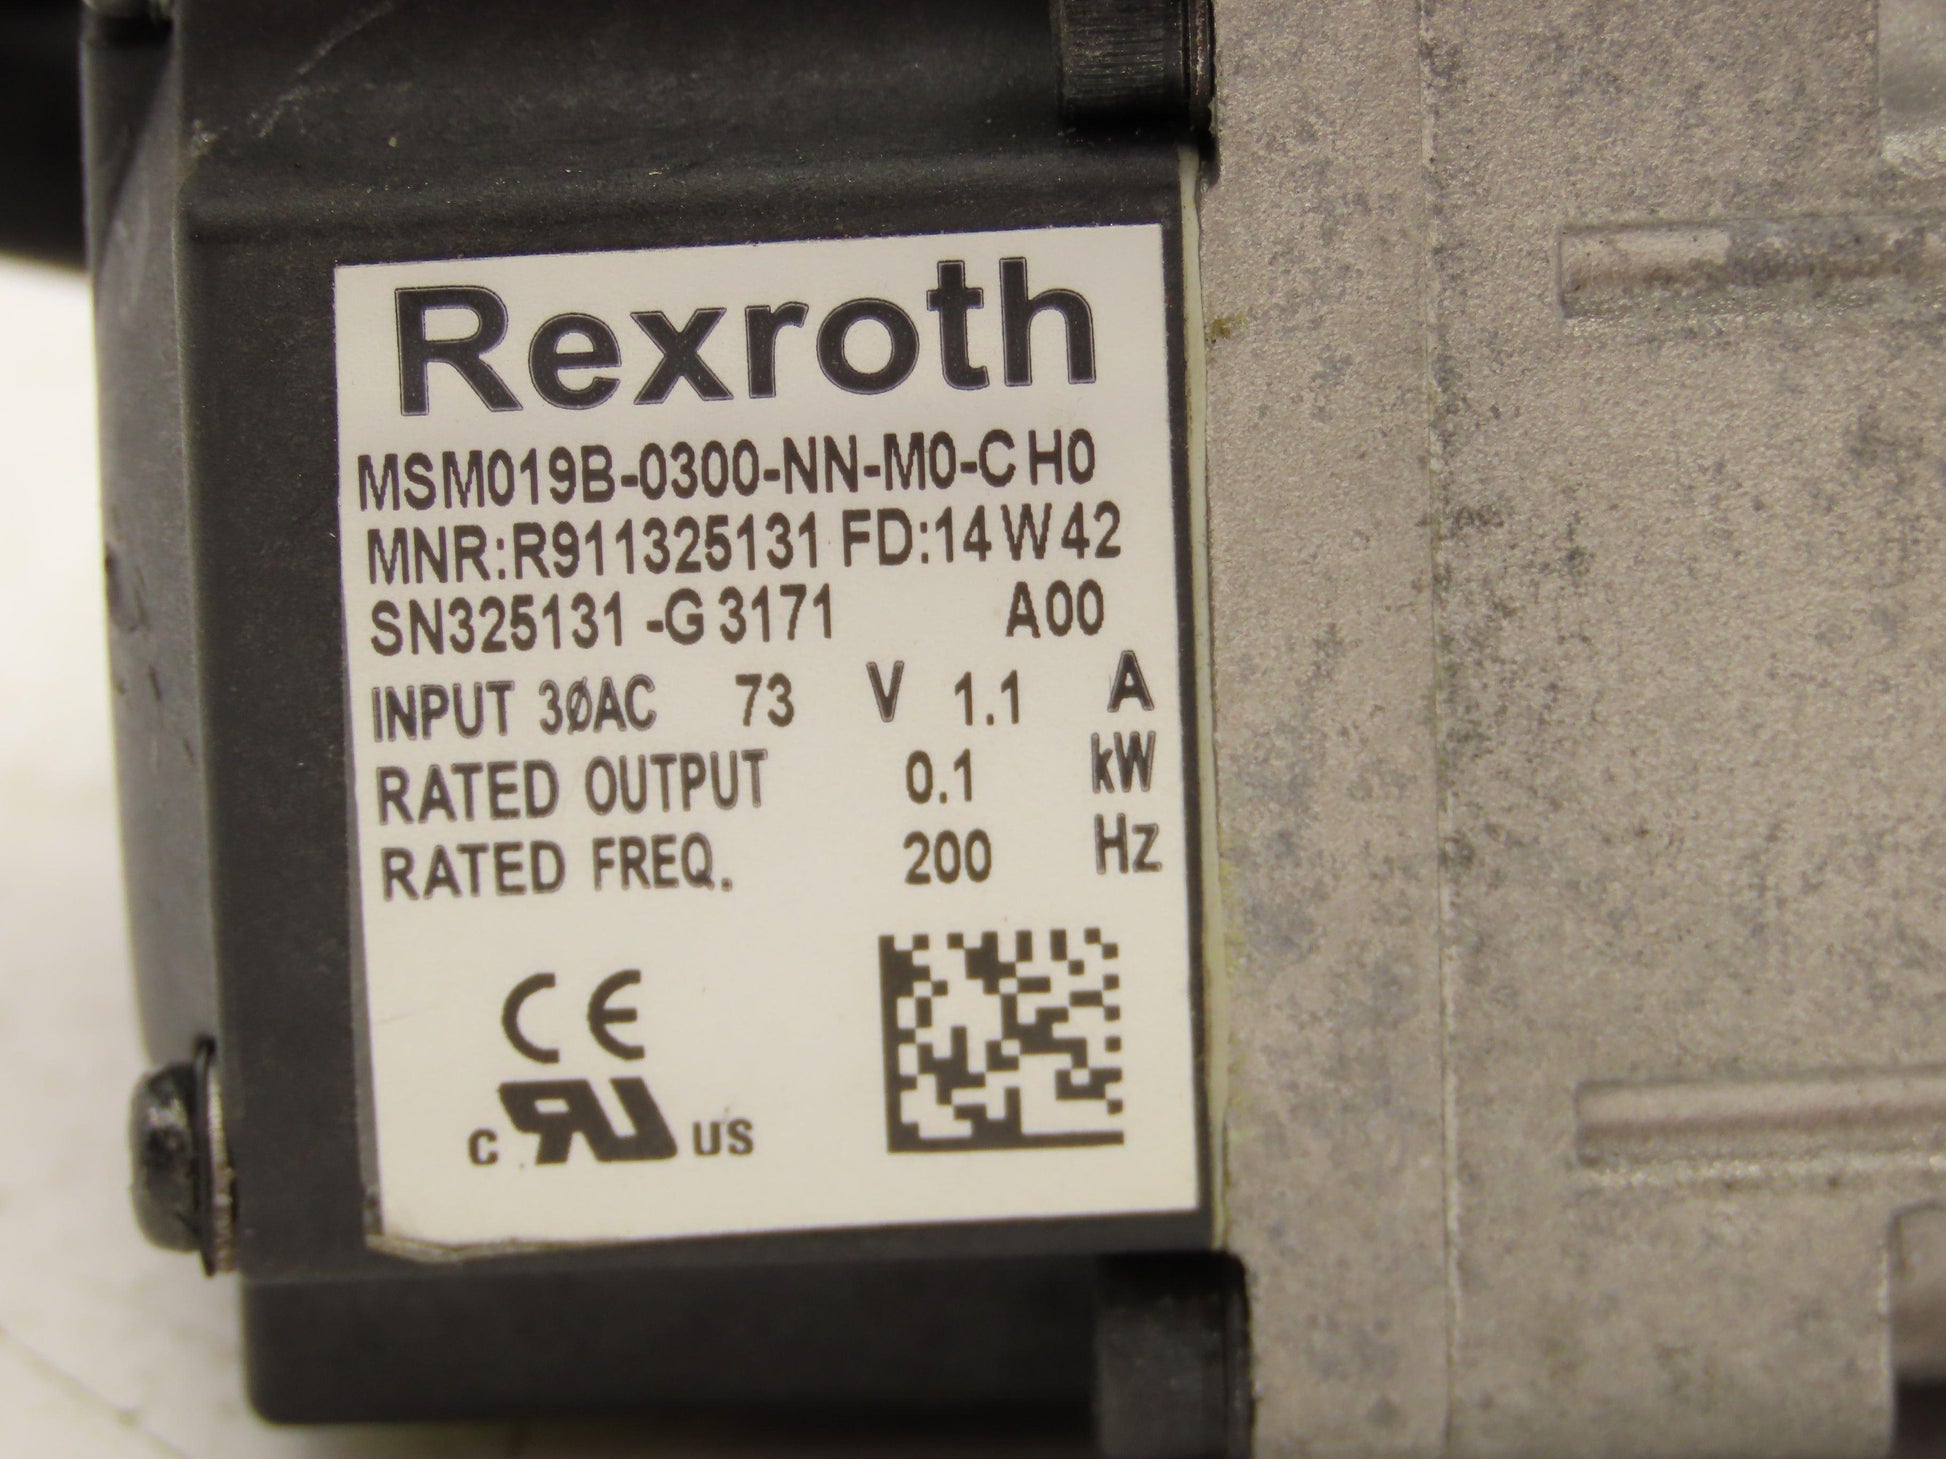 Rexroth
MSM019B-0300-NN-M0-CH0
MNR:R911325131 FD:14W42
SN325131-G3171 A00
INPUT 3ØAC 73 V 1.1 A
RATED OUTPUT 0.1 kW
RATED FREQ. 200 Hz
CE
c RU US